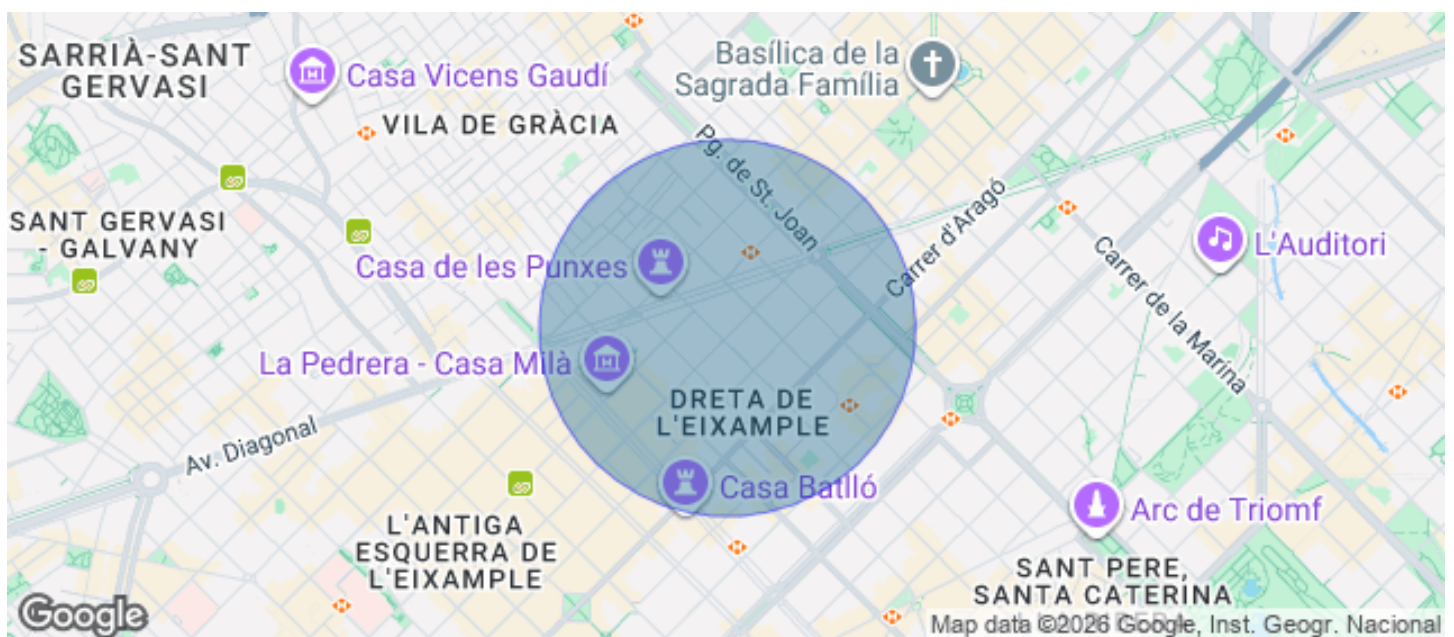 SARRIÀ-SANT
GERVASI
Casa Vicens Gaudí
Basílica de la
Sagrada Família
VILA DE GRÀCIA
Pg. de St. Joan
SANT GERVASI
- GALVANY
Casa de les Punxes
Carrer d'Aragó
L'Auditori
Carrer de la Marina
La Pedrera - Casa Milà
DRETA DE
L'EIXAMPLE
Av. Diagonal
Casa Batlló
Arc de Triomf
L'ANTIGA
ESQUERRA DE
L'EIXAMPLE
SANT PERE,
SANTA CATERINA
Google
Map data ©2026 Google, Inst. Geogr. Nacional